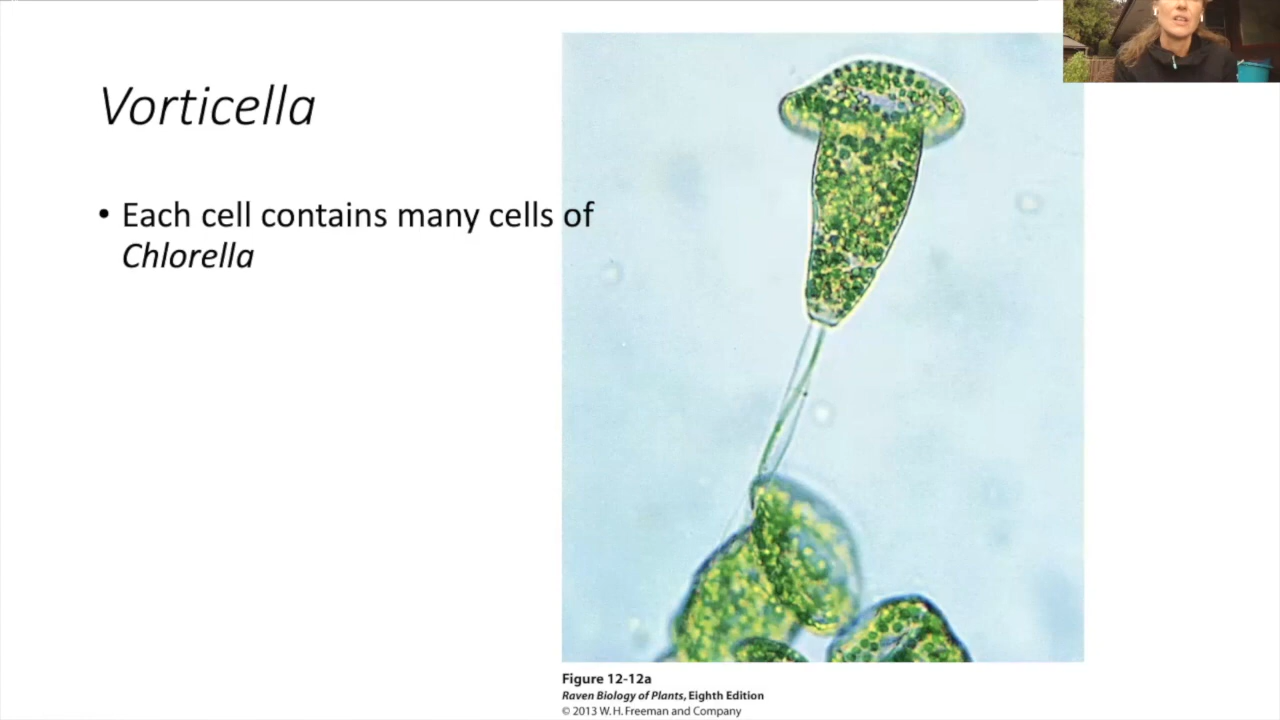 Vorticella
• Each cell contains many cells of
Chlorella
Figure 12-12a
Raven Biology of Plants, Eighth Edition
© 2013 W. H. Freeman and Company